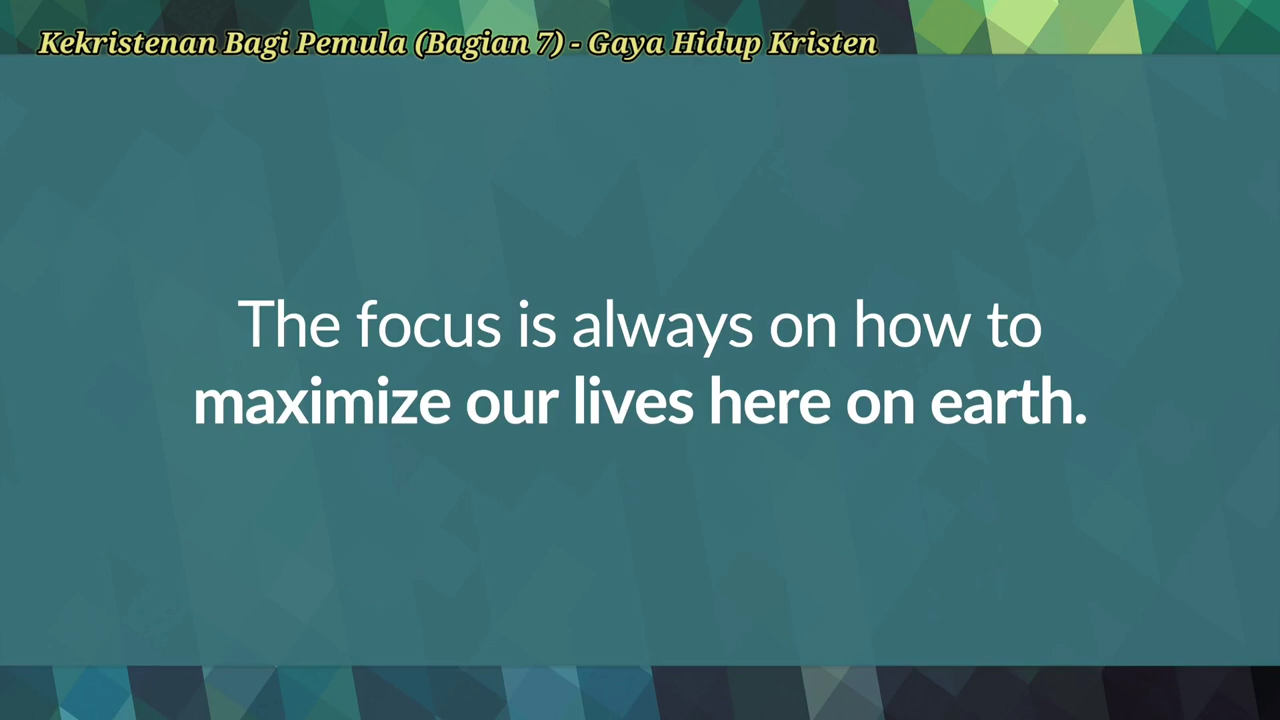 Kekristenan Bagi Pemula (Bagian 7) - Gaya Hidup Kristen
The focus is always on how to
maximize our lives here on earth.